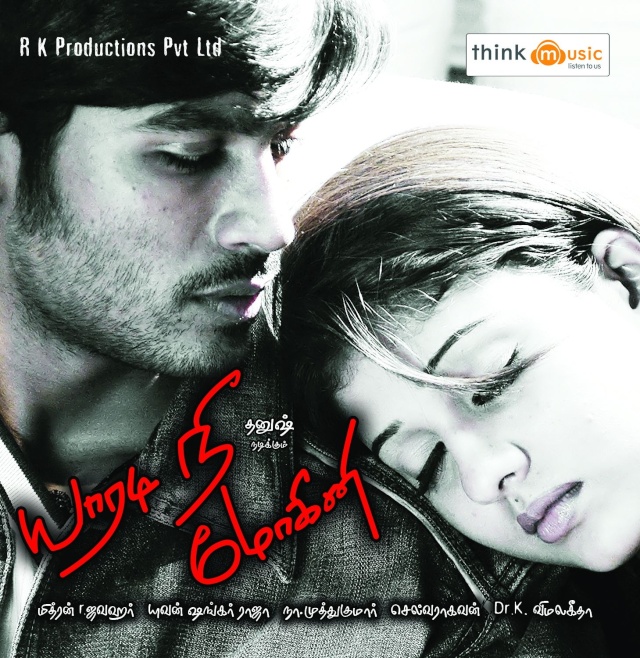 R K Productions Pvt Ltd
think music
listen to us
தனுஷ்
நடிக்கும்
யாரடி நீ
மோகினி
மித்ரன் r.ஜவஹர் யுவன் ஷங்கர் ராஜா நா.முத்துகுமார் செல்வராகவன் Dr.K. விமலகீதா